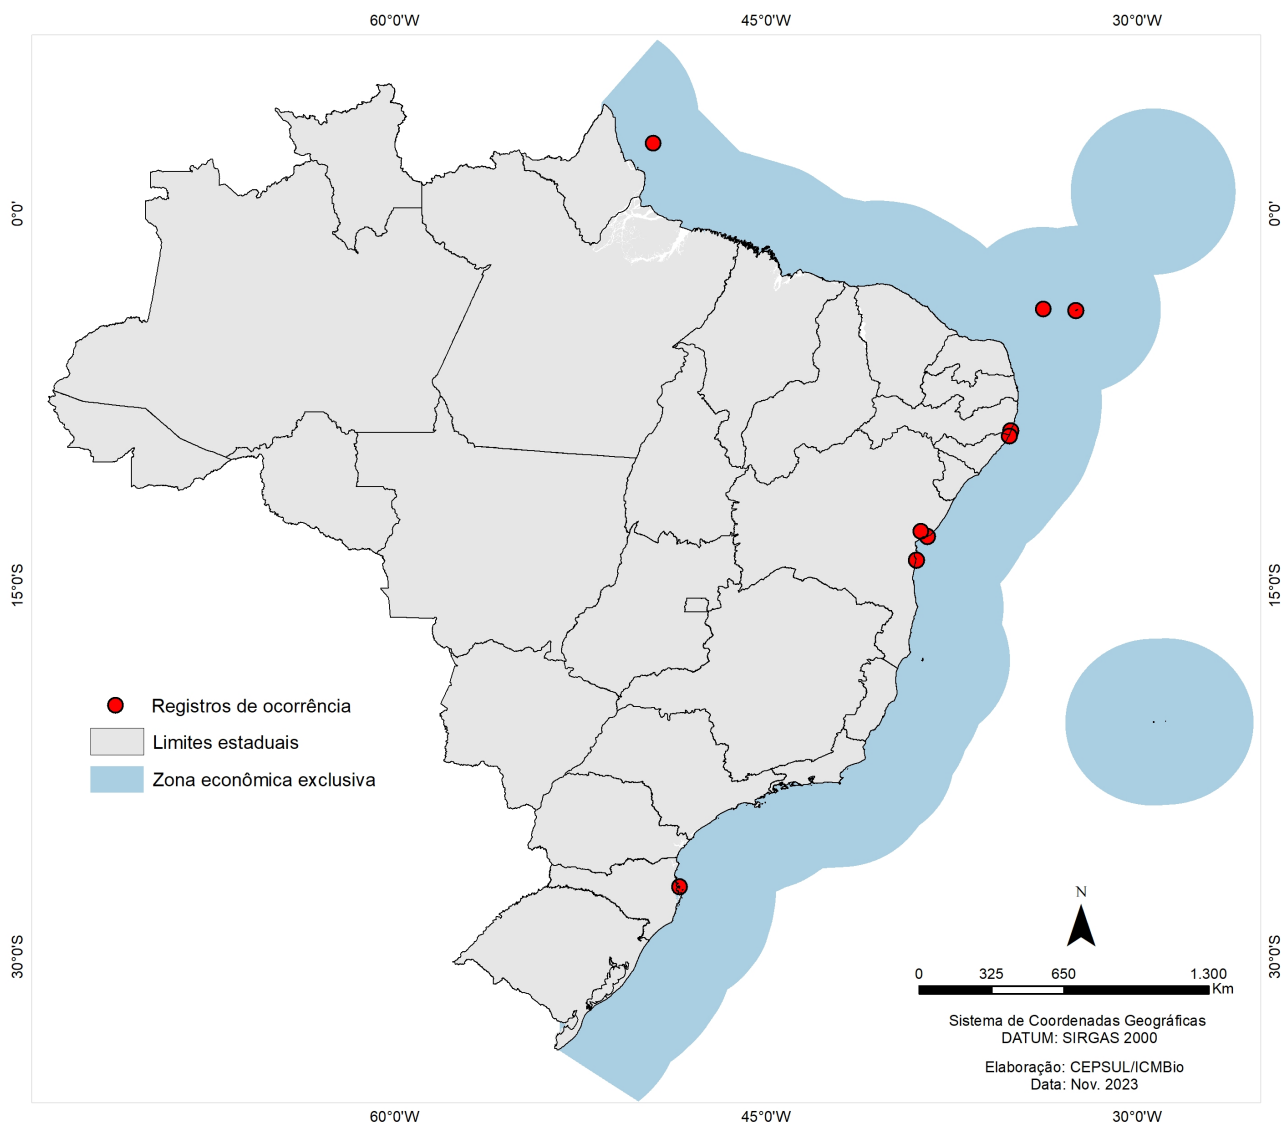 60°0'W 45°0'W 30°0'W
0°0' 0°0'
15°0'S 15°0'S
Registros de ocorrência
Limites estaduais
Zona econômica exclusiva
N
30°0'S 30°0'S
0 325 650 1.300
Km
Sistema de Coordenadas Geográficas
DATUM: SIRGAS 2000
Elaboração: CEPSUL/ICMBio
Data: Nov. 2023
60°0'W 45°0'W 30°0'W